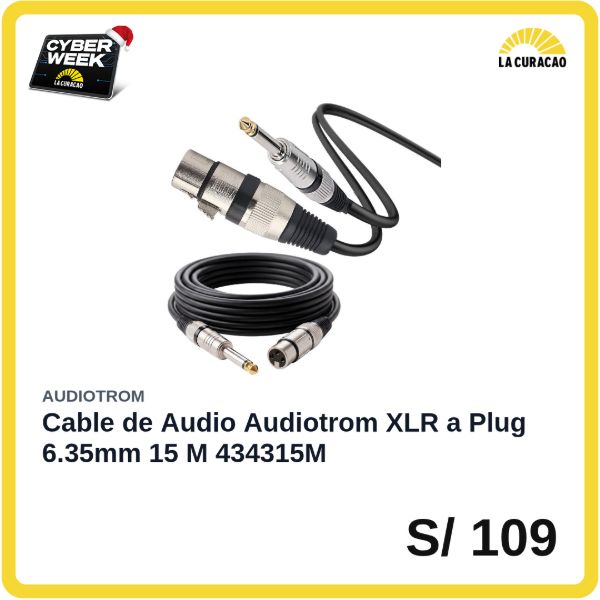 CYBER
WEEK
LA CURACAO
LA CURACAO
AUDIOTROM
Cable de Audio Audiotrom XLR a Plug
6.35mm 15 M 434315M
S/ 109